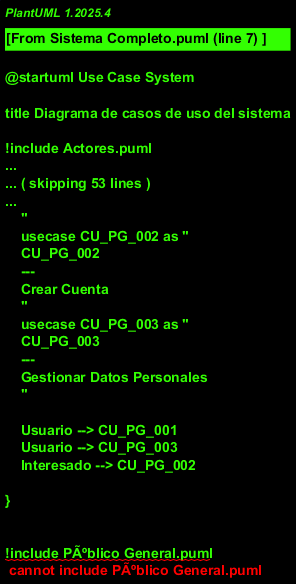 PlantUML 1.2025.4
[From Sistema Completo.puml (line 7) ]
@startuml Use Case System
title Diagrama de casos de uso del sistema
!include Actores.puml
...
... ( skipping 53 lines )
...
"
usecase CU_PG_002 as "
CU_PG_002
---
Crear Cuenta
"
usecase CU_PG_003 as "
CU_PG_003
---
Gestionar Datos Personales
"
Usuario --> CU_PG_001
Usuario --> CU_PG_003
Interesado --> CU_PG_002
}
!include PÃºblico General.puml
cannot include PÃºblico General.puml